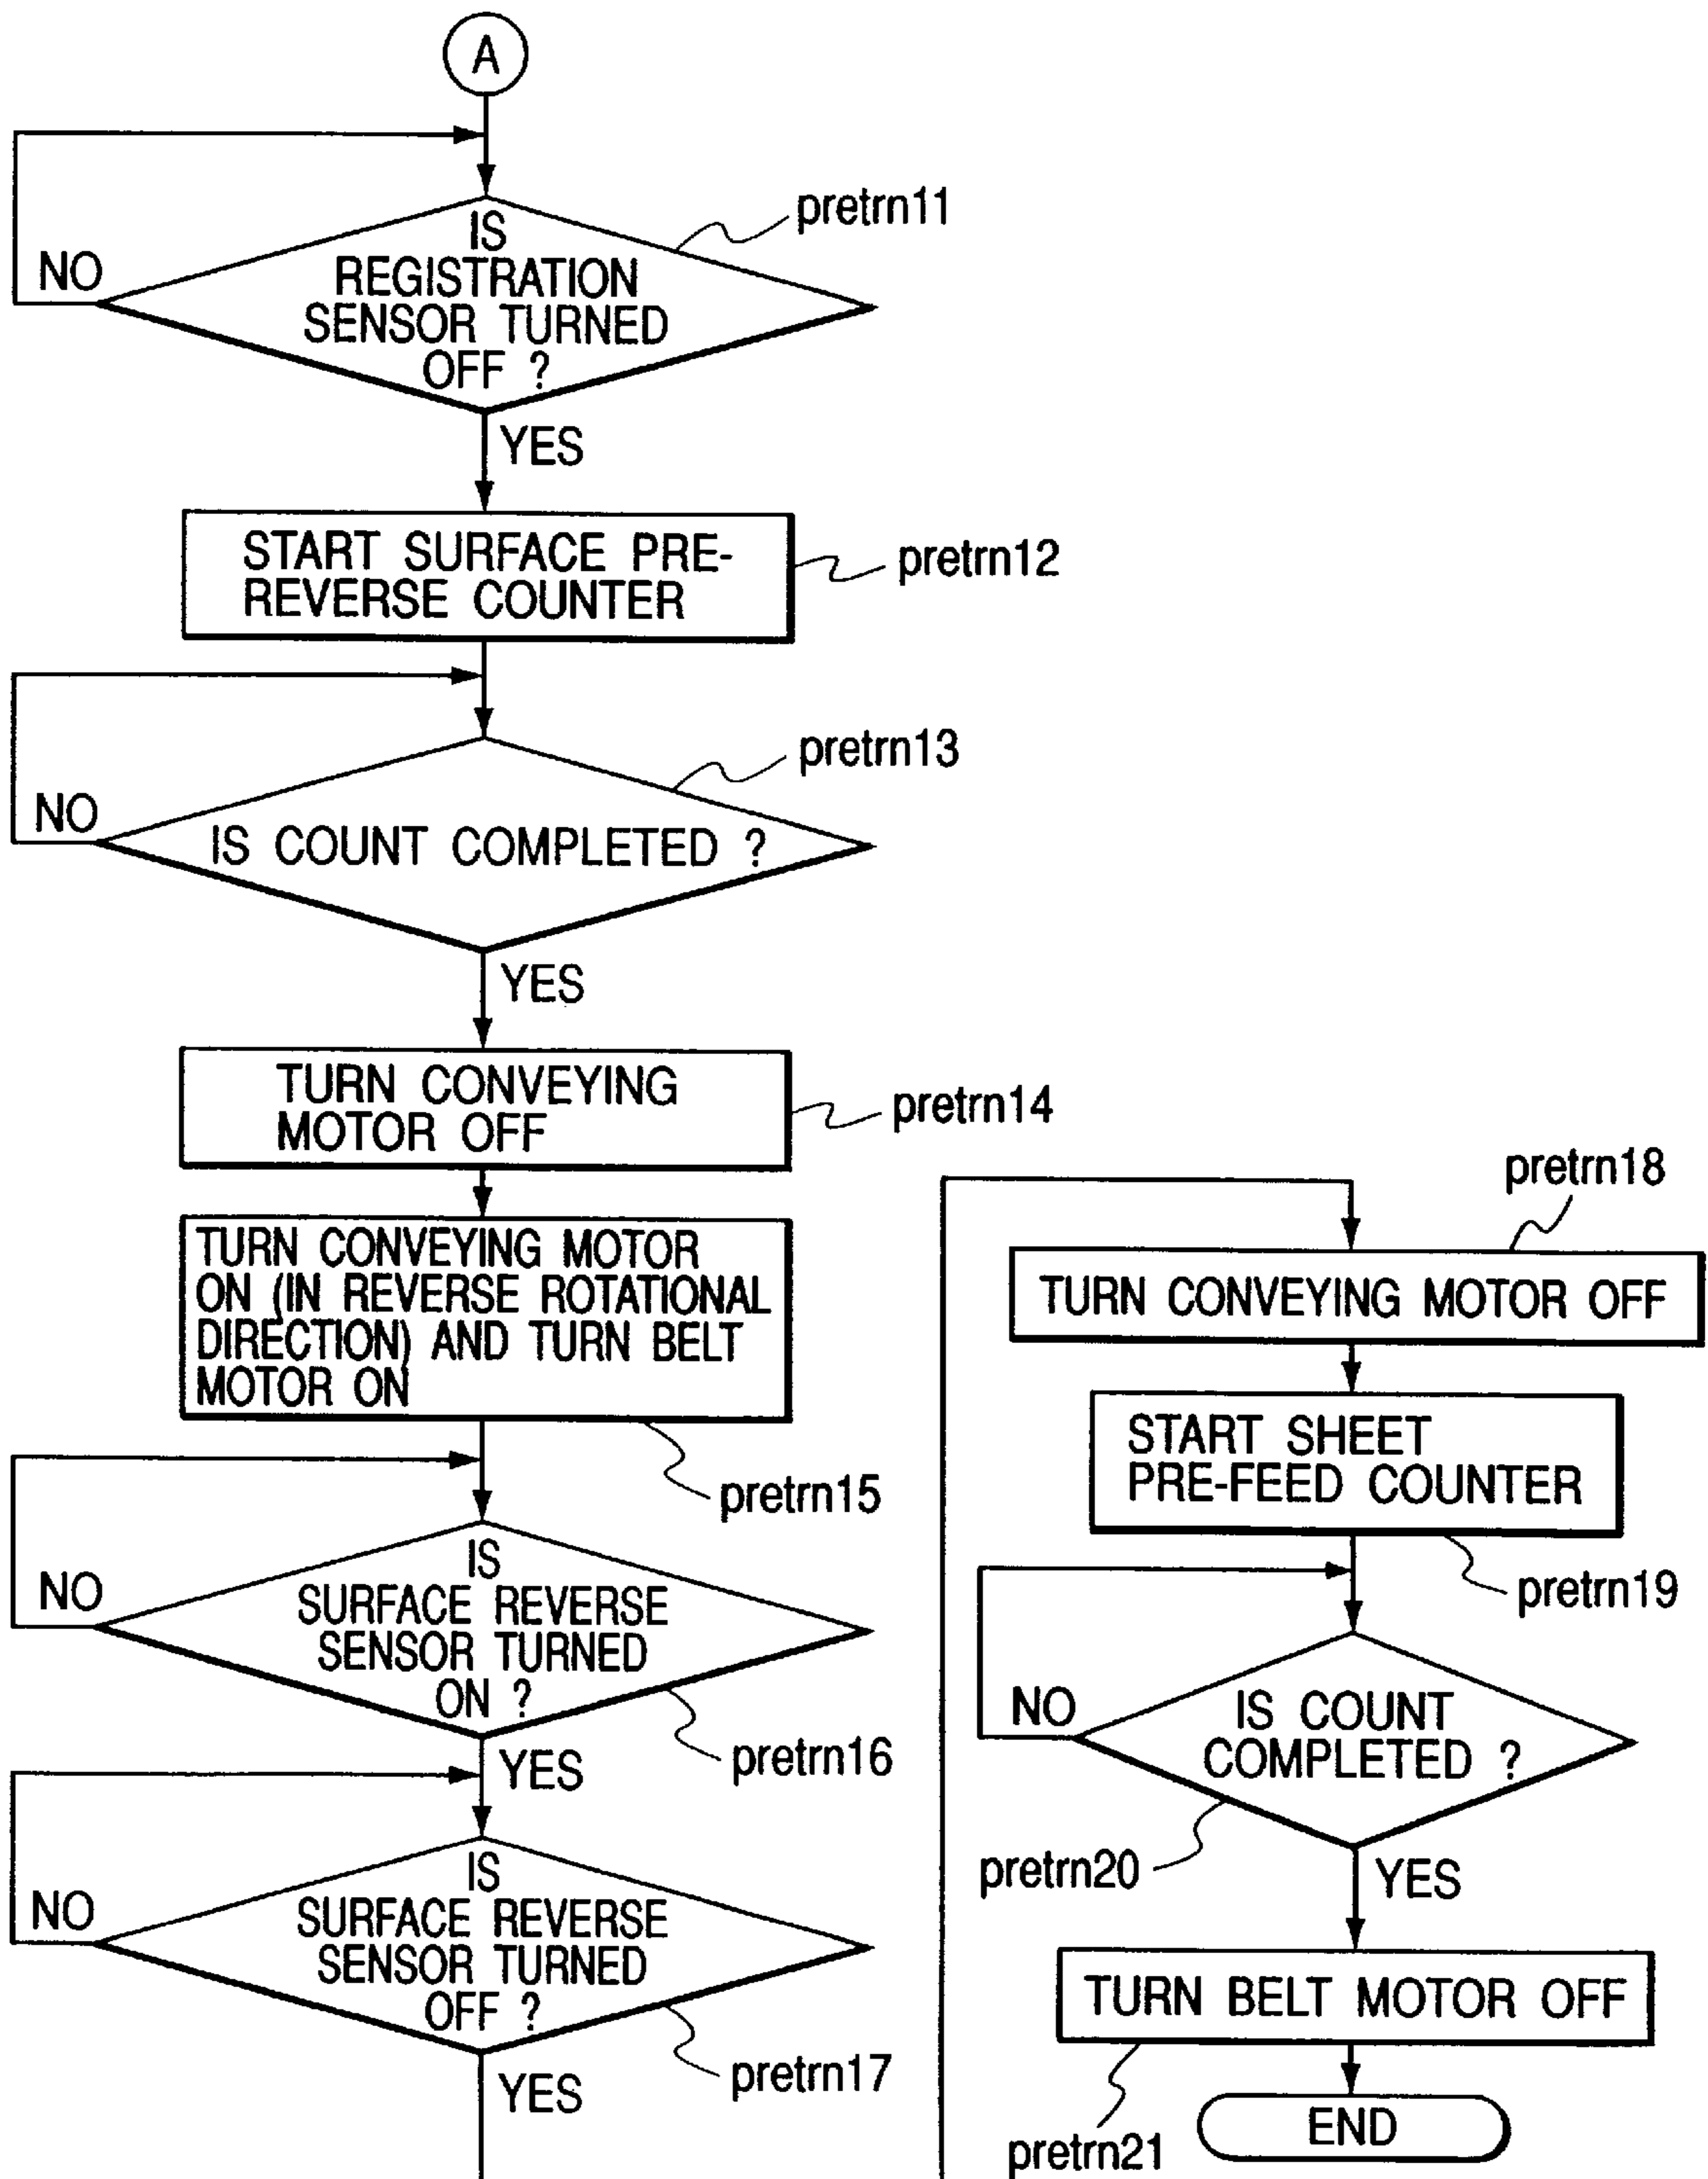 A
pretrn11
IS
REGISTRATION
SENSOR TURNED
OFF ?
NO
YES
START SURFACE PRE-
REVERSE COUNTER
pretrn12
pretrn13
NO
IS COUNT COMPLETED ?
YES
TURN CONVEYING
MOTOR OFF
pretrn14
TURN CONVEYING MOTOR
ON (IN REVERSE ROTATIONAL
DIRECTION) AND TURN BELT
MOTOR ON
pretrn15
IS
SURFACE REVERSE
SENSOR TURNED
ON ?
NO
pretrn16
YES
IS
SURFACE REVERSE
SENSOR TURNED
OFF ?
NO
pretrn17
YES
pretrn18
TURN CONVEYING MOTOR OFF
START SHEET
PRE-FEED COUNTER
pretrn19
NO
IS COUNT
COMPLETED ?
pretrn20
YES
TURN BELT MOTOR OFF
pretrn21
END